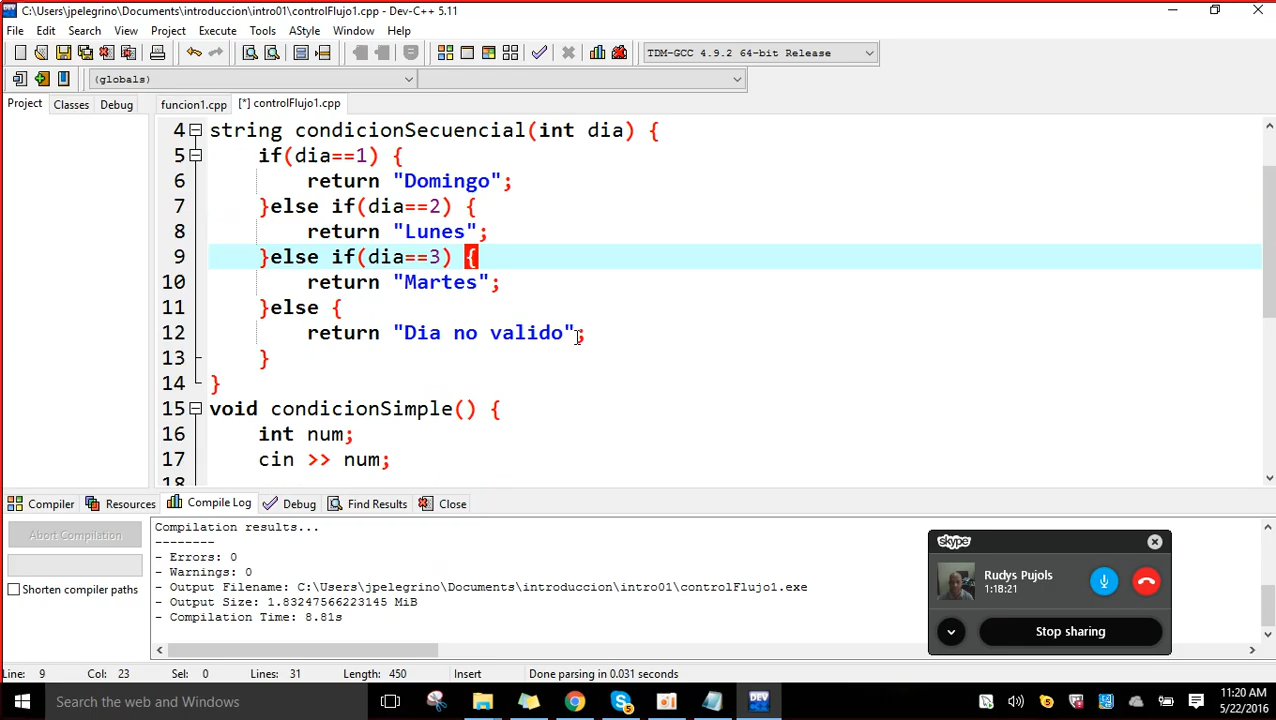 C:\Users\jpelegrino\Documents\introduccion\intro01\controlFlujo1.cpp - Dev-C++ 5.11
File Edit Search View Project Execute Tools AStyle Window Help
TDM-GCC 4.9.2 64-bit Release
(globals)
Project Classes Debug funcion1.cpp [*] controlFlujo1.cpp
4 string condicionSecuencial(int dia) {
5 if(dia==1) {
6 return "Domingo";
7 }else if(dia==2) {
8 return "Lunes";
9 }else if(dia==3) {
10 return "Martes";
11 }else {
12 return "Dia no valido";
13 }
14 }
15 void condicionSimple() {
16 int num;
17 cin >> num;
18
Compiler Resources Compile Log Debug Find Results Close
Abort Compilation
Shorten compiler paths
Compilation results...
--------
- Errors: 0
- Warnings: 0
- Output Filename: C:\Users\jpelegrino\Documents\introduccion\intro01\controlFlujo1.exe
- Output Size: 1.83247566223145 MiB
- Compilation Time: 8.81s
skype
Rudys Pujols
1:18:21
Stop sharing
Line: 9 Col: 23 Sel: 0 Lines: 31 Length: 450 Insert Done parsing in 0.031 seconds
Search the web and Windows
DEV
11:20 AM
5/22/2016